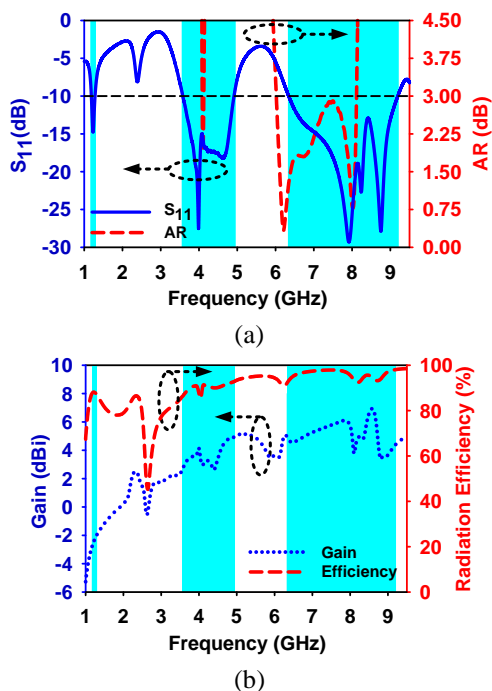 0
-5
-10
-15
-20
-25
-30
S11(dB)
4.50
3.75
3.00
2.25
1.50
0.75
0.00
AR (dB)
S11
AR
1 2 3 4 5 6 7 8 9
Frequency (GHz)
(a)
10
8
6
4
2
0
-2
-4
-6
Gain (dBi)
100
80
60
40
20
0
Radiation Efficiency (%)
Gain
Efficiency
1 2 3 4 5 6 7 8 9
Frequency (GHz)
(b)